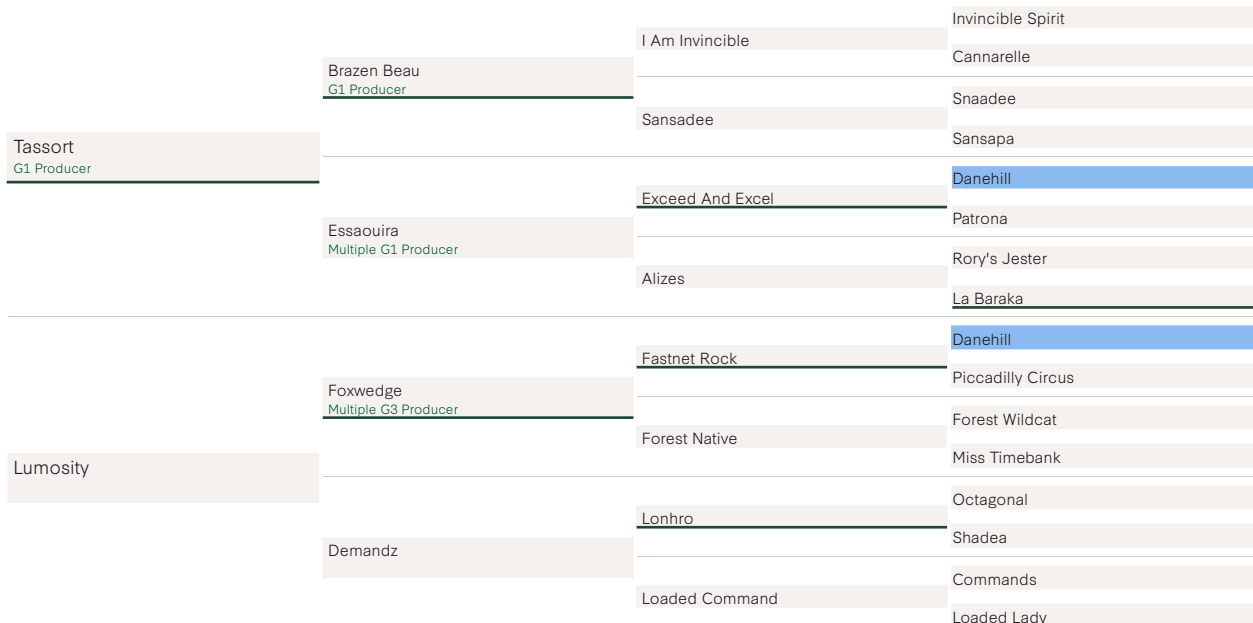 Tassort
G1 Producer
Lumosity
Brazen Beau
G1 Producer
Essaouira
Multiple G1 Producer
Foxwedge
Multiple G3 Producer
Demandz
I Am Invincible
Sansadee
Exceed And Excel
Alizes
Fastnet Rock
Forest Native
Lonhro
Loaded Command
Invincible Spirit
Cannarelle
Snaadee
Sansapa
Danehill
Patrona
Rory's Jester
La Baraka
Danehill
Piccadilly Circus
Forest Wildcat
Miss Timebank
Octagonal
Shadea
Commands
Loaded Lady